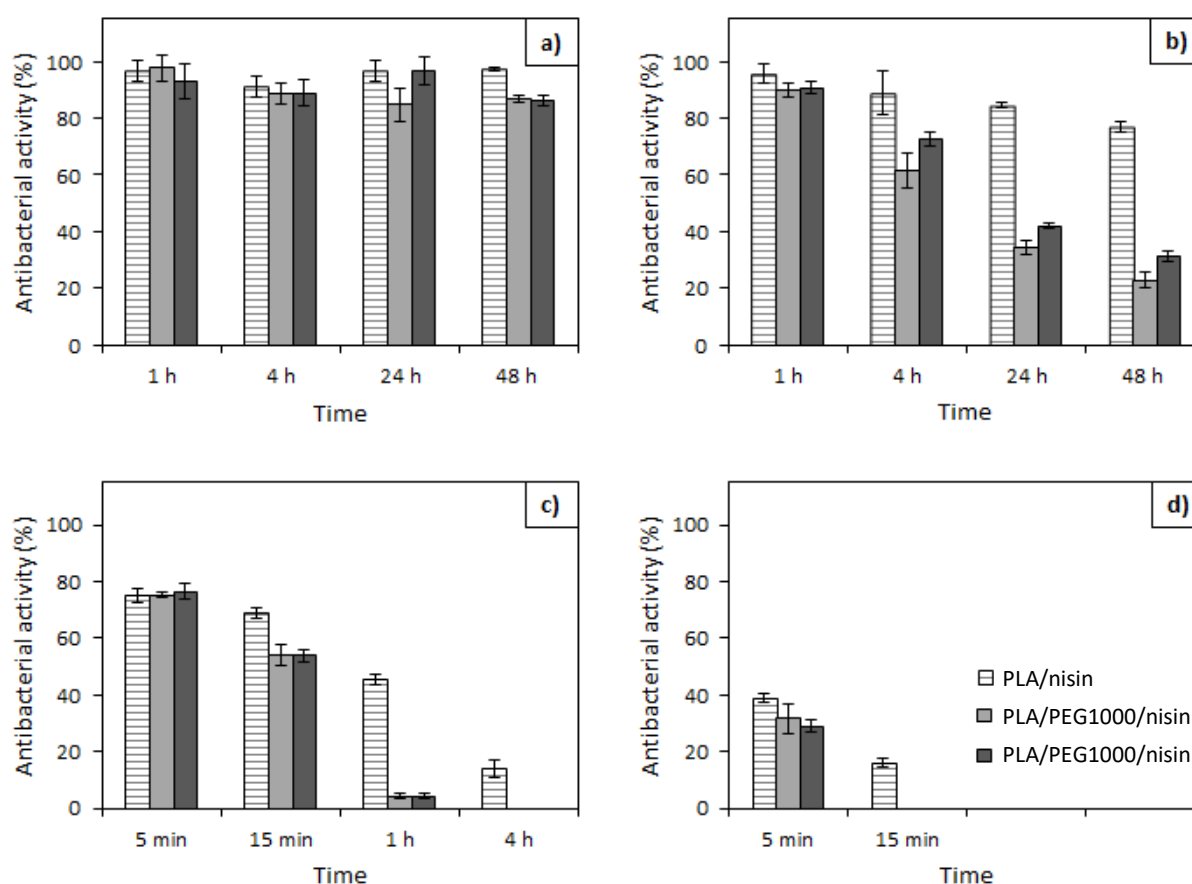 a)
Antibacterial activity (%)
100
80
60
40
20
0
1 h 4 h 24 h 48 h
Time
b)
Antibacterial activity (%)
100
80
60
40
20
0
1 h 4 h 24 h 48 h
Time
c)
Antibacterial activity (%)
100
80
60
40
20
0
5 min 15 min 1 h 4 h
Time
d)
Antibacterial activity (%)
100
80
60
40
20
0
PLA/nisin
PLA/PEG1000/nisin
PLA/PEG1000/nisin
5 min 15 min
Time